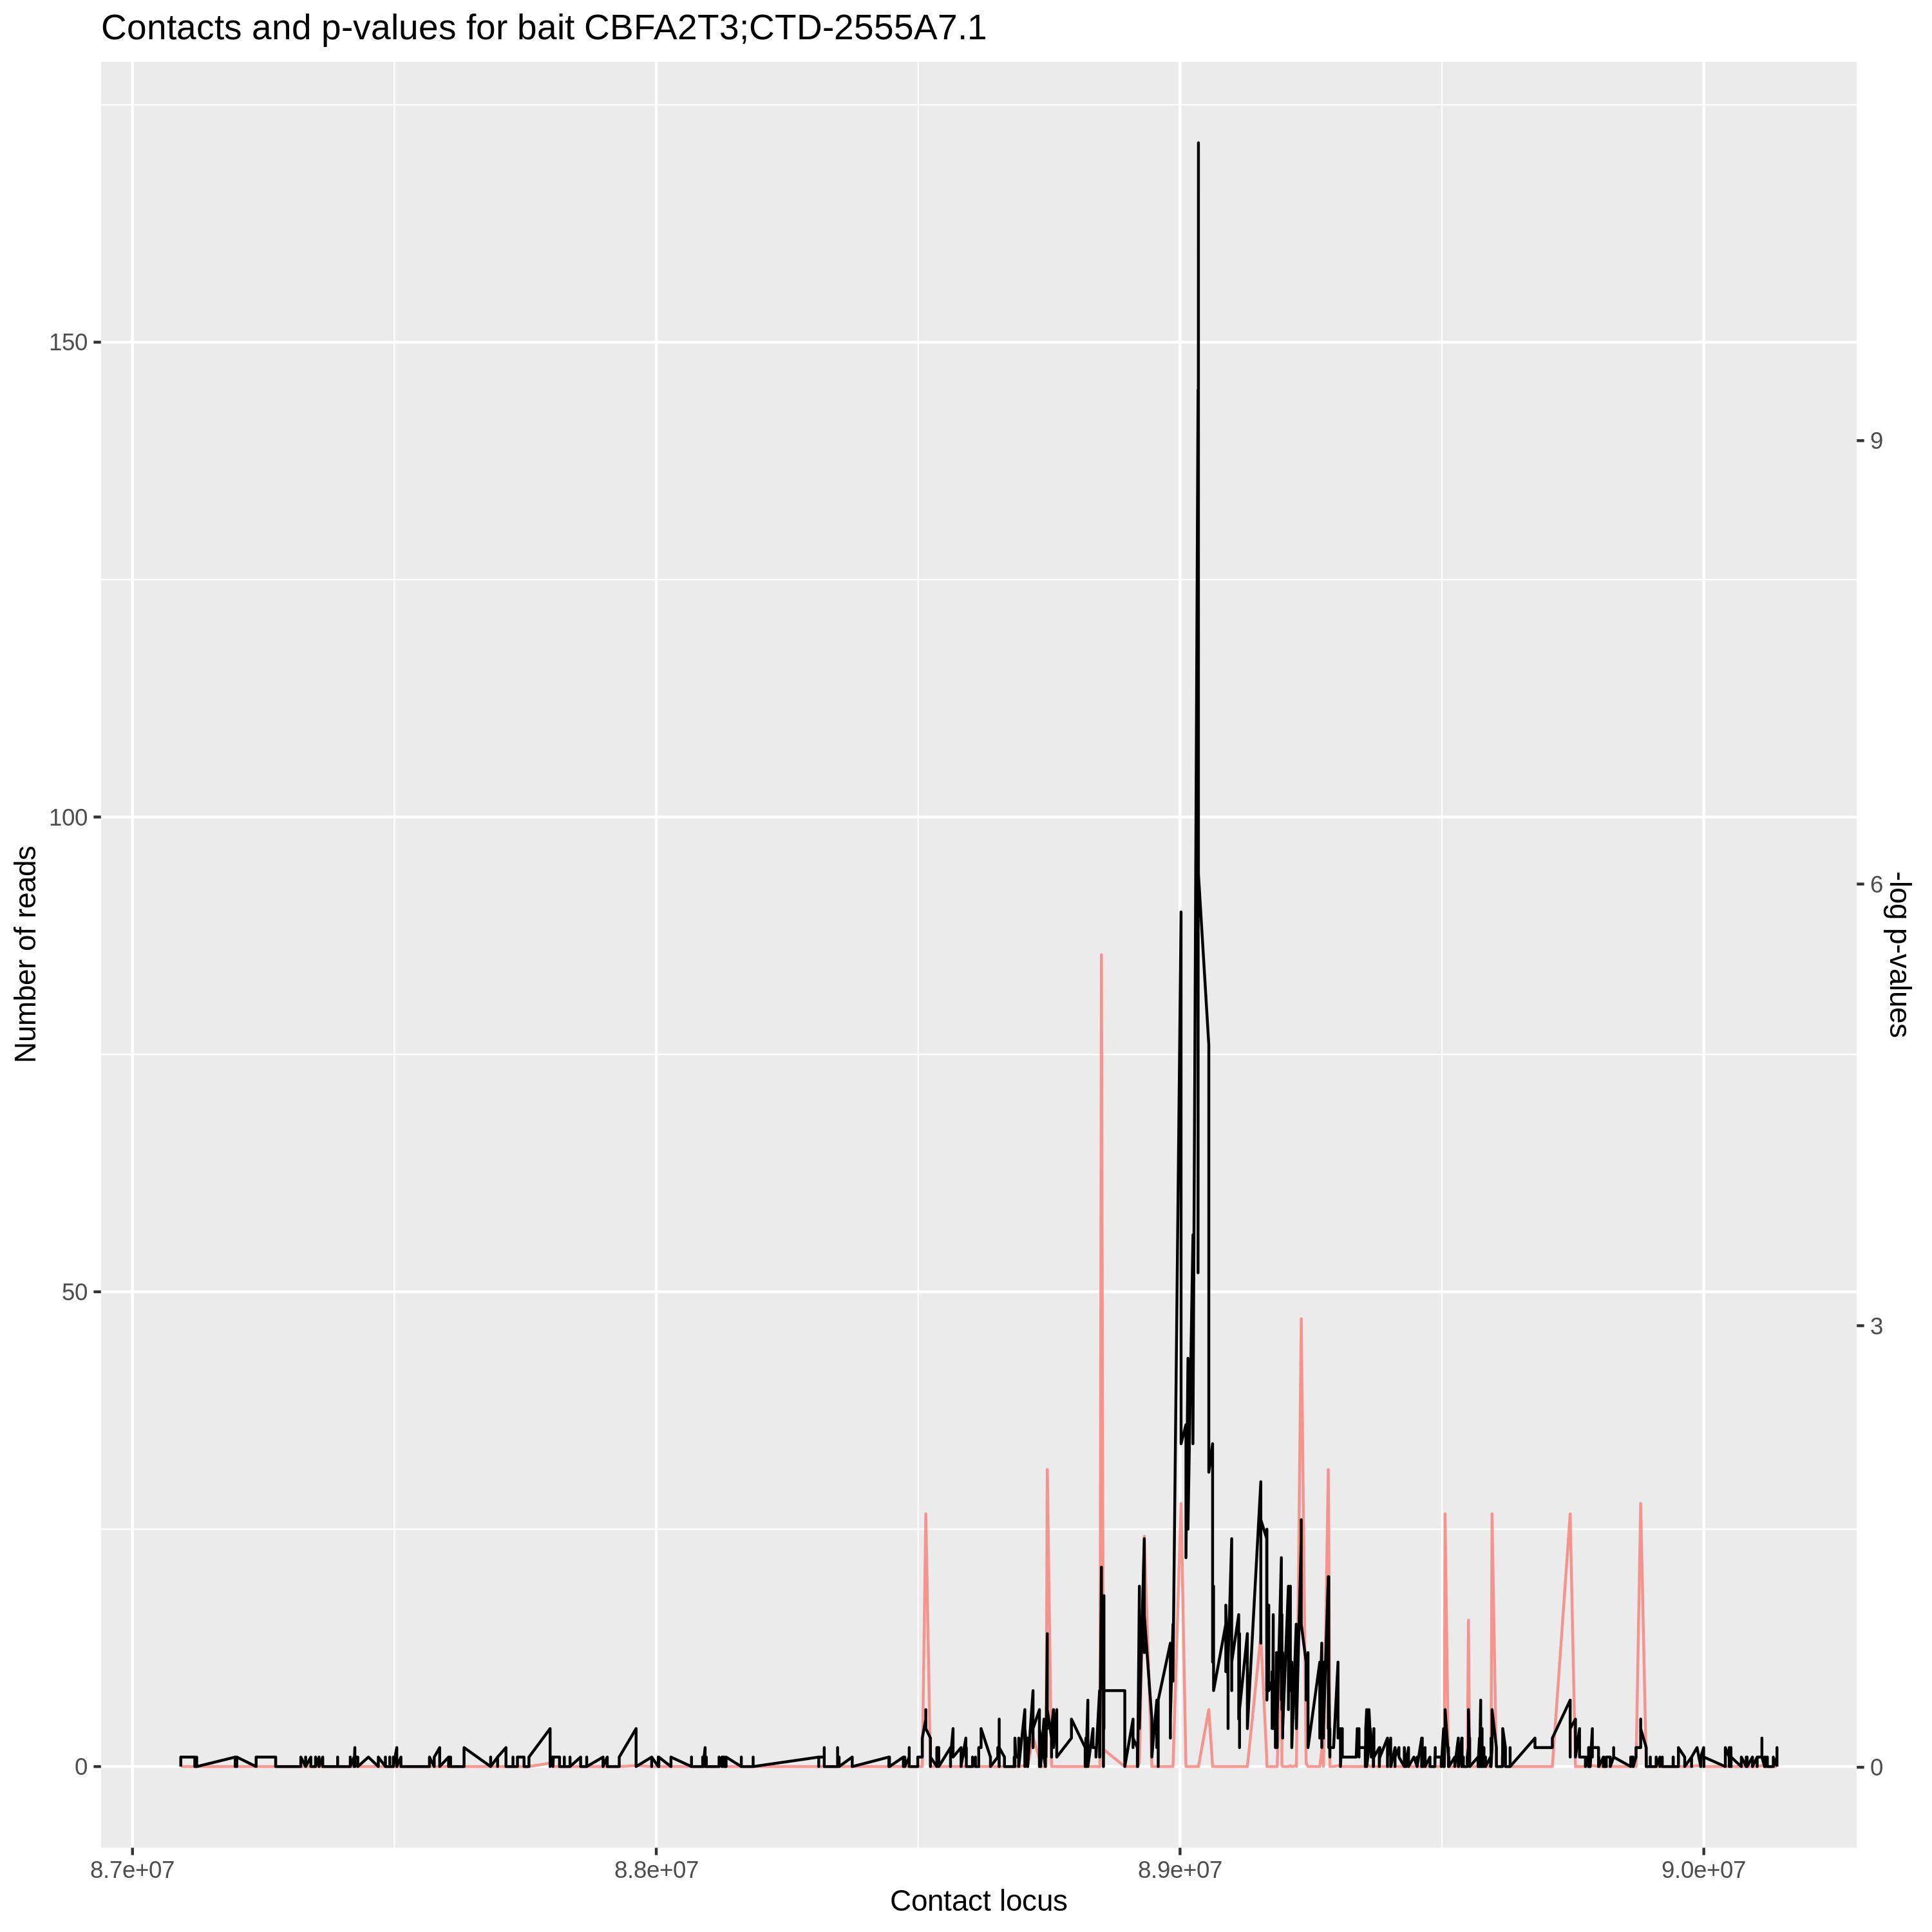 Contacts and p-values for bait CBFA2T3;CTD-2555A7.1
150
100
50
0
Number of reads
9
6
3
0
-log p-values
8.7e+07
8.8e+07
8.9e+07
9.0e+07
Contact locus